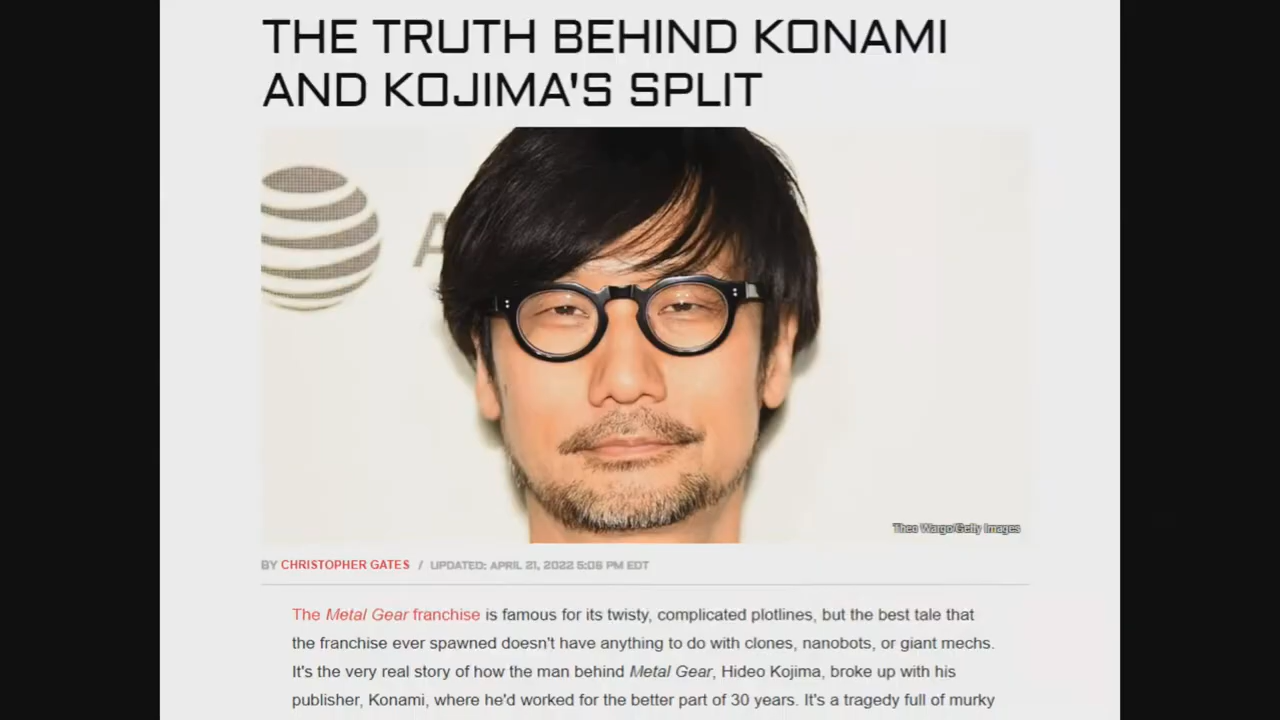 THE TRUTH BEHIND KONAMI
AND KOJIMA'S SPLIT
A
Theo Wargo/Getty Images
BY CHRISTOPHER GATES / UPDATED: APRIL 21, 2022 5:06 PM EDT
The Metal Gear franchise is famous for its twisty, complicated plotlines, but the best tale that
the franchise ever spawned doesn't have anything to do with clones, nanobots, or giant mechs.
It's the very real story of how the man behind Metal Gear, Hideo Kojima, broke up with his
publisher, Konami, where he'd worked for the better part of 30 years. It's a tragedy full of murky